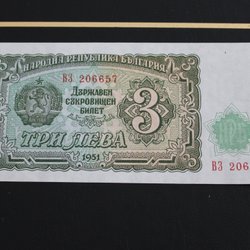 НАРОДНА РЕПУБЛИКА БЪЛГАРИЯ
ВЗ 206657
ДЪРЖАВЕН
СЪКРОВИЩЕН
БИЛЕТ
3
ТРИ ЛЕВА
1951
ВЗ 206